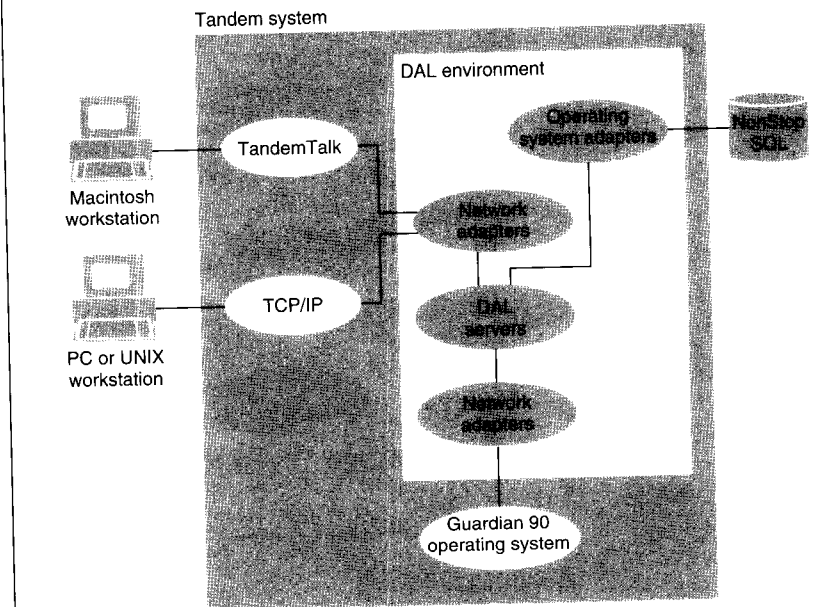 Tandem system
DAL environment
Operating
system adapters
NonStop
SQL
TandemTalk
Macintosh
workstation
Network
adapters
TCP/IP
DAL
servers
PC or UNIX
workstation
Network
adapters
Guardian 90
operating system